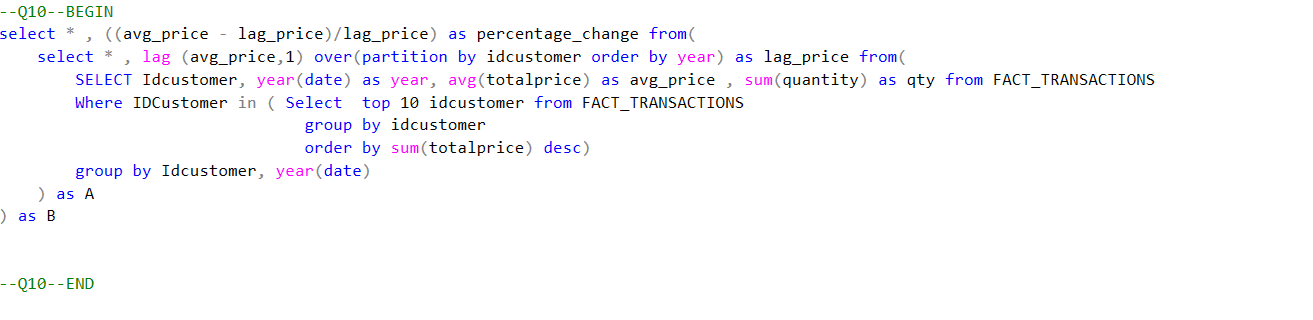 --Q10--BEGIN
select * , ((avg_price - lag_price)/lag_price) as percentage_change from(
    select * , lag (avg_price,1) over(partition by idcustomer order by year) as lag_price from(
        SELECT Idcustomer, year(date) as year, avg(totalprice) as avg_price , sum(quantity) as qty from FACT_TRANSACTIONS
        Where IDCustomer in ( Select  top 10 idcustomer from FACT_TRANSACTIONS
                                group by idcustomer
                                order by sum(totalprice) desc)
        group by Idcustomer, year(date)
    ) as A
) as B
--Q10--END